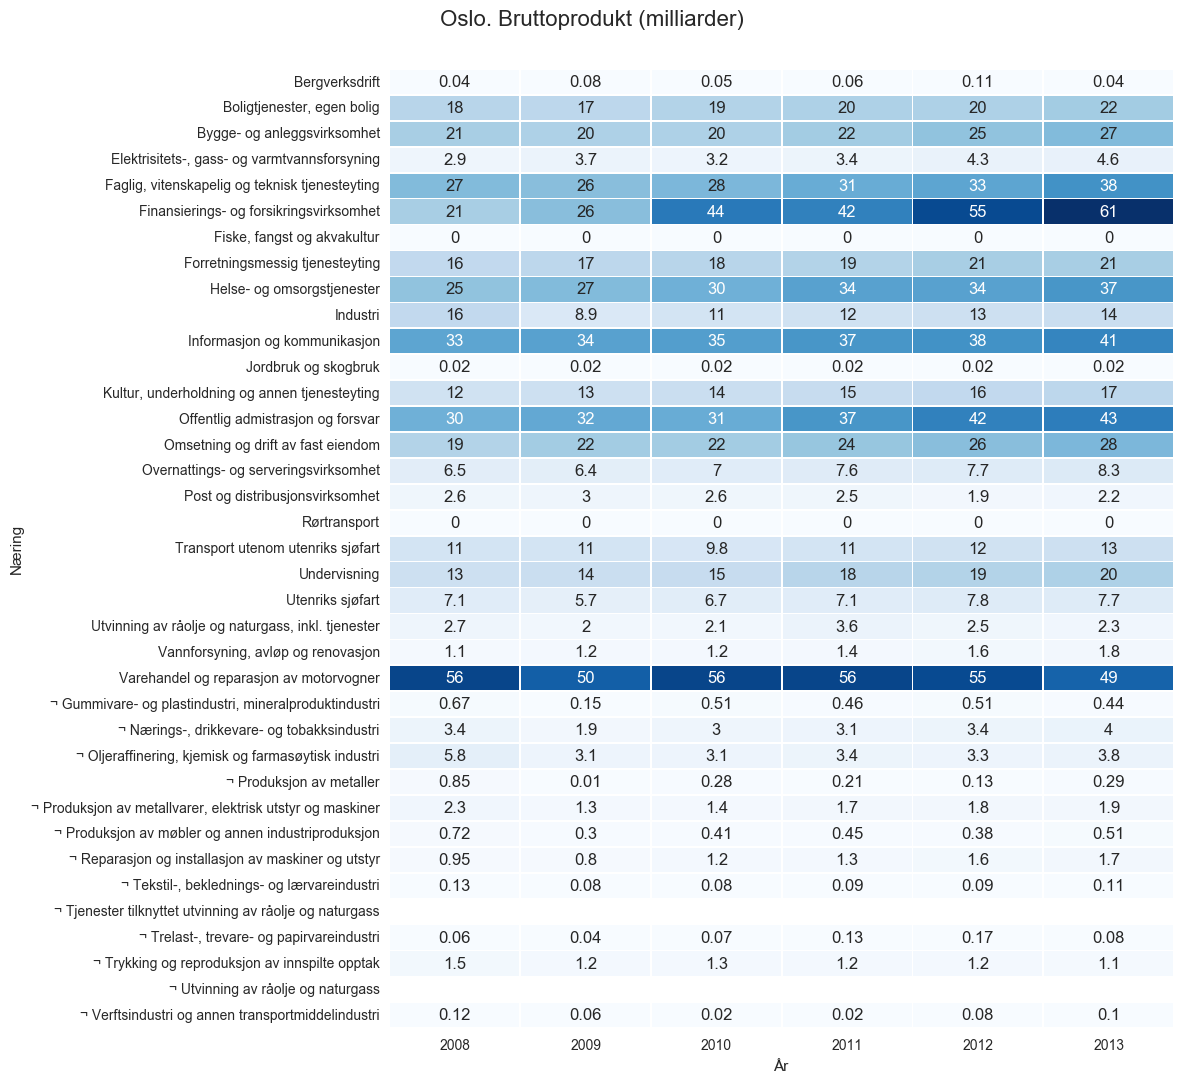 Oslo. Bruttoprodukt (milliarder)
Bergverksdrift 0.04 0.08 0.05 0.06 0.11 0.04
Boligtjenester, egen bolig 18 17 19 20 20 22
Bygge- og anleggsvirksomhet 21 20 20 22 25 27
Elektrisitets-, gass- og varmtvannsforsyning 2.9 3.7 3.2 3.4 4.3 4.6
Faglig, vitenskapelig og teknisk tjenesteyting 27 26 28 31 33 38
Finansierings- og forsikringsvirksomhet 21 26 44 42 55 61
Fiske, fangst og akvakultur 0 0 0 0 0 0
Forretningsmessig tjenesteyting 16 17 18 19 21 21
Helse- og omsorgstjenester 25 27 30 34 34 37
Industri 16 8.9 11 12 13 14
Informasjon og kommunikasjon 33 34 35 37 38 41
Jordbruk og skogbruk 0.02 0.02 0.02 0.02 0.02 0.02
Kultur, underholdning og annen tjenesteyting 12 13 14 15 16 17
Offentlig admistrasjon og forsvar 30 32 31 37 42 43
Omsetning og drift av fast eiendom 19 22 22 24 26 28
Overnattings- og serveringsvirksomhet 6.5 6.4 7 7.6 7.7 8.3
Post og distribusjonsvirksomhet 2.6 3 2.6 2.5 1.9 2.2
Rørtransport 0 0 0 0 0 0
Næring
Transport utenom utenriks sjøfart 11 11 9.8 11 12 13
Undervisning 13 14 15 18 19 20
Utenriks sjøfart 7.1 5.7 6.7 7.1 7.8 7.7
Utvinning av råolje og naturgass, inkl. tjenester 2.7 2 2.1 3.6 2.5 2.3
Vannforsyning, avløp og renovasjon 1.1 1.2 1.2 1.4 1.6 1.8
Varehandel og reparasjon av motorvogner 56 50 56 56 55 49
¬ Gummivare- og plastindustri, mineralproduktindustri 0.67 0.15 0.51 0.46 0.51 0.44
¬ Nærings-, drikkevare- og tobakksindustri 3.4 1.9 3 3.1 3.4 4
¬ Oljeraffinering, kjemisk og farmasøytisk industri 5.8 3.1 3.1 3.4 3.3 3.8
¬ Produksjon av metaller 0.85 0.01 0.28 0.21 0.13 0.29
¬ Produksjon av metallvarer, elektrisk utstyr og maskiner 2.3 1.3 1.4 1.7 1.8 1.9
¬ Produksjon av møbler og annen industriproduksjon 0.72 0.3 0.41 0.45 0.38 0.51
¬ Reparasjon og installasjon av maskiner og utstyr 0.95 0.8 1.2 1.3 1.6 1.7
¬ Tekstil-, beklednings- og lærvareindustri 0.13 0.08 0.08 0.09 0.09 0.11
¬ Tjenester tilknyttet utvinning av råolje og naturgass
¬ Trelast-, trevare- og papirvareindustri 0.06 0.04 0.07 0.13 0.17 0.08
¬ Trykking og reproduksjon av innspilte opptak 1.5 1.2 1.3 1.2 1.2 1.1
¬ Utvinning av råolje og naturgass
¬ Verftsindustri og annen transportmiddelindustri 0.12 0.06 0.02 0.02 0.08 0.1
2008 2009 2010 2011 2012 2013
År